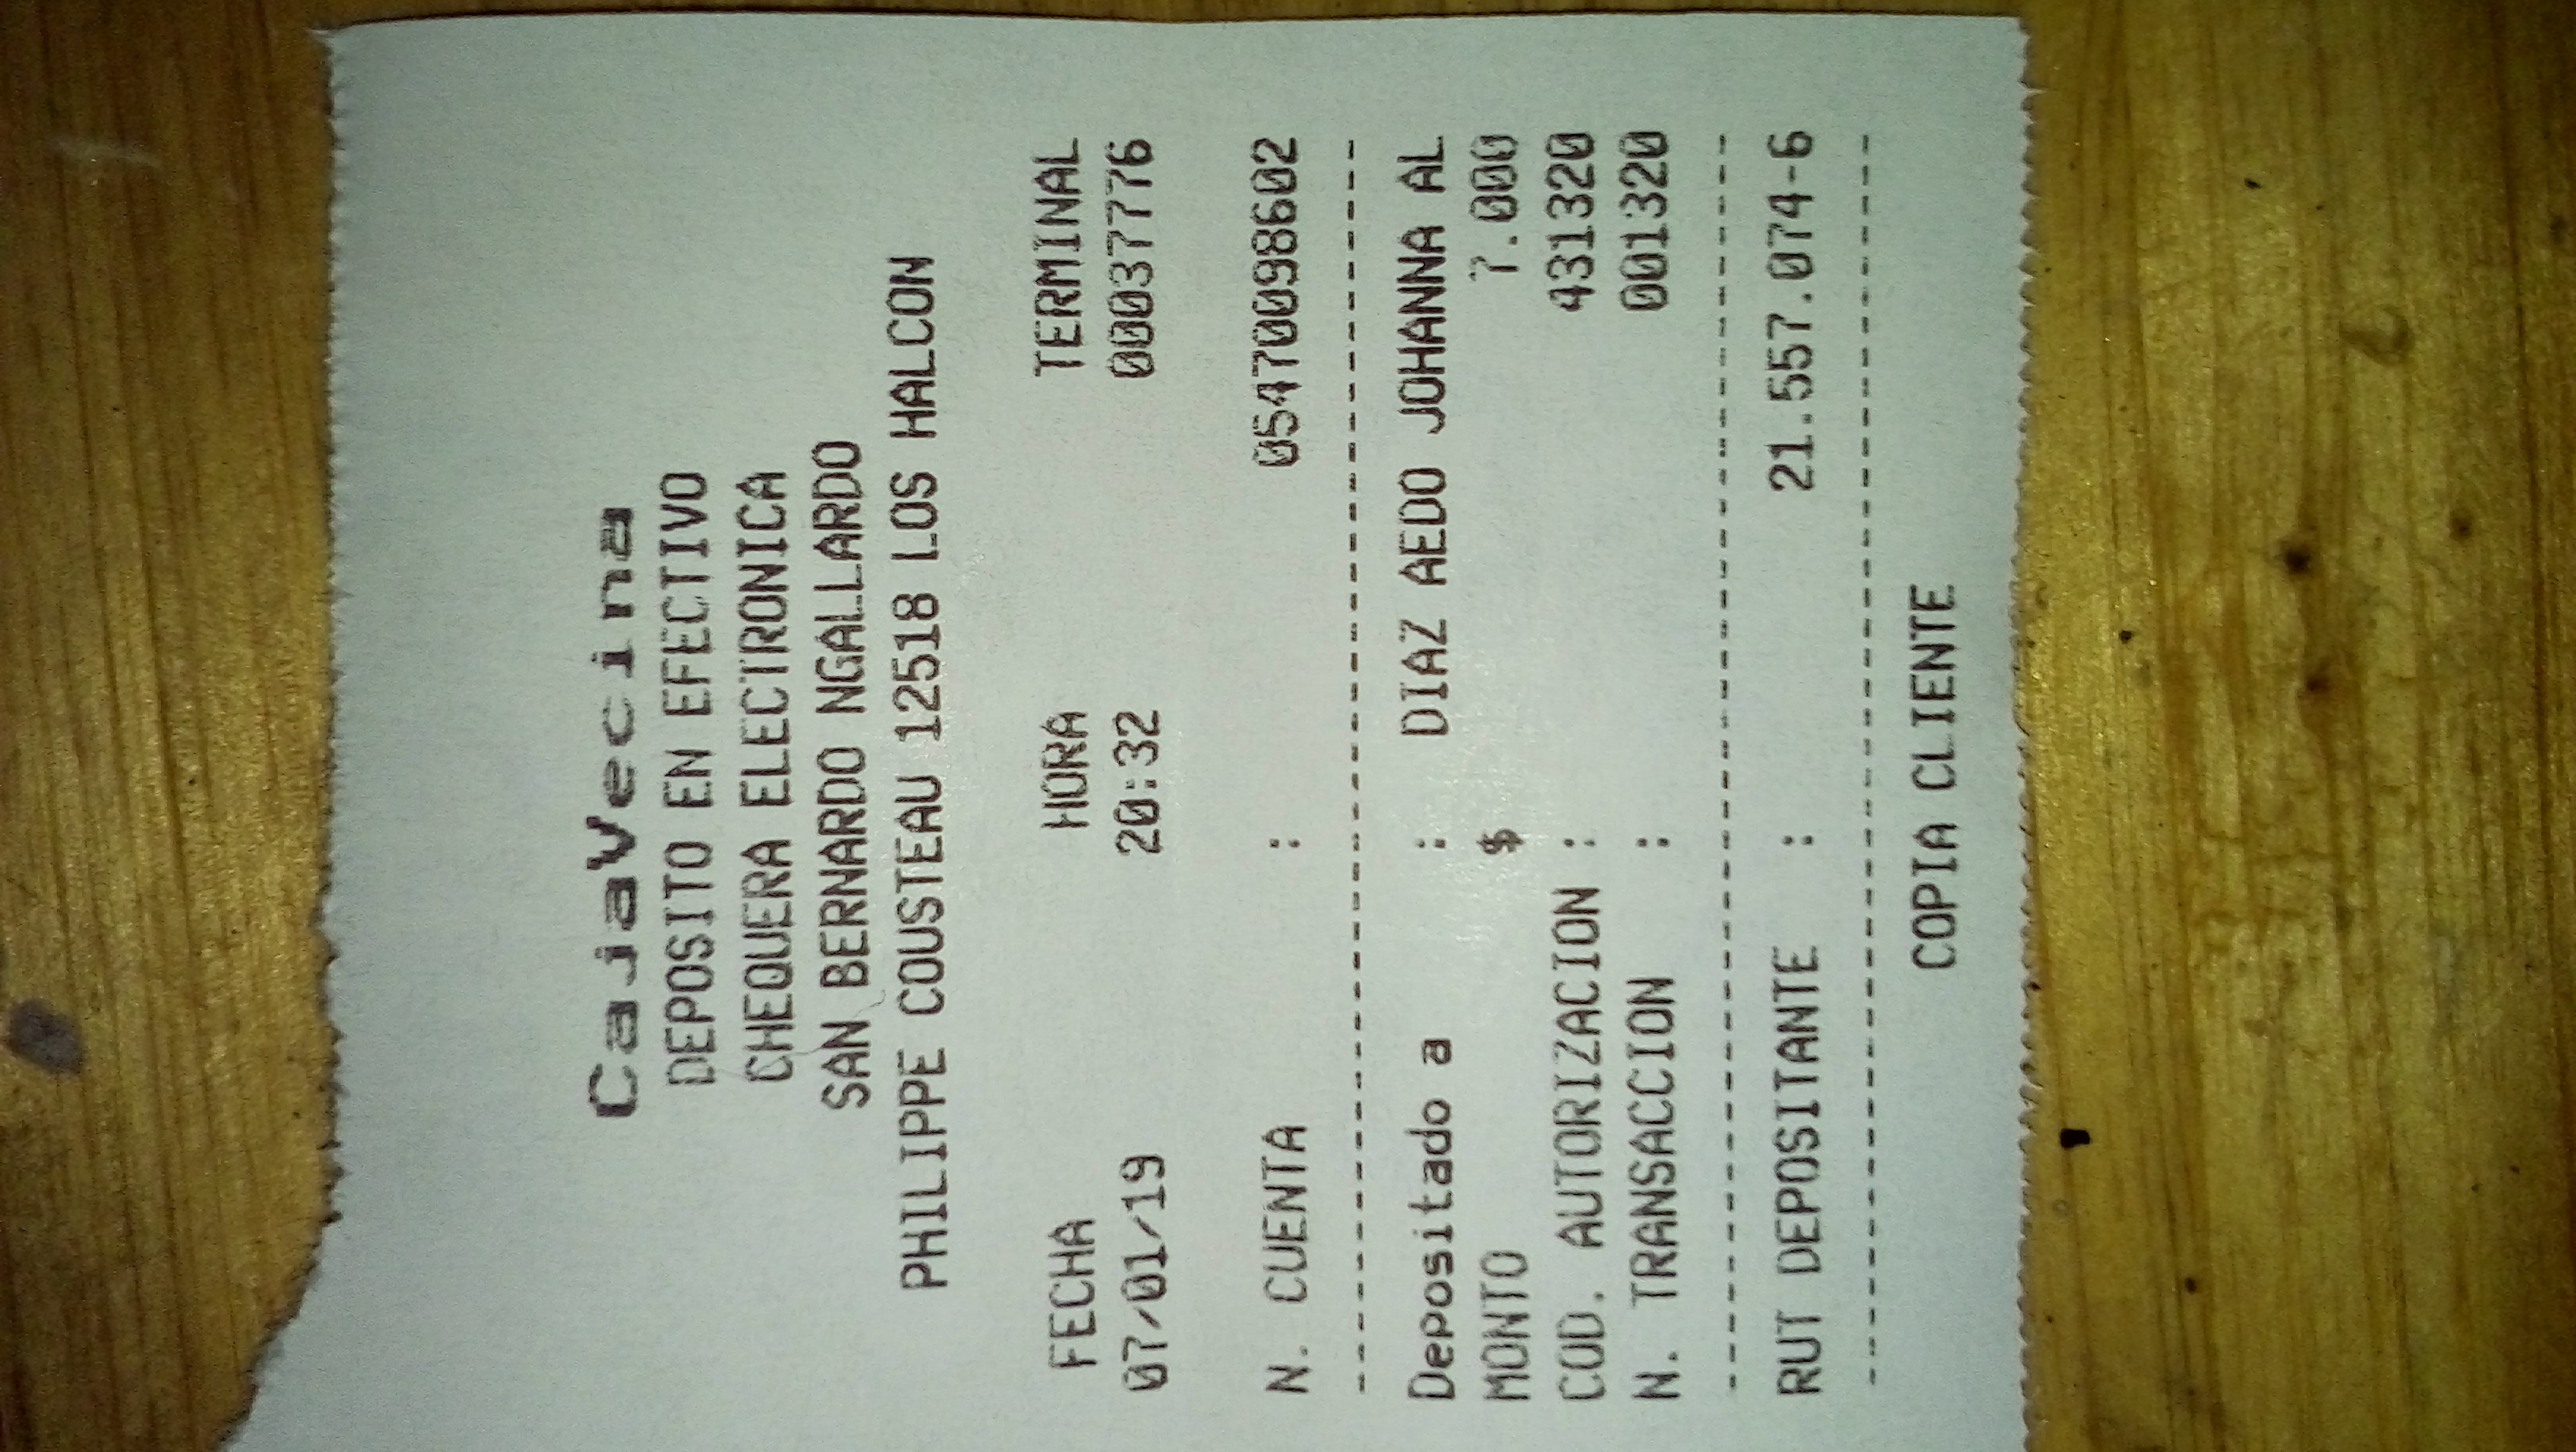 CajaVecina
DEPOSITO EN EFECTIVO
CHEQUERA ELECTRONICA
SAN BERNARDO NGALLARDO
PHILIPPE COUSTEAU 12518 LOS HALCON
FECHA HORA TERMINAL
07/01/19 20:32 00037776
N. CUENTA : 05470098602
Depositado a : DIAZ AEDO JOHANNA AL
MONTO $ 7.000
COD. AUTORIZACION : 431320
N. TRANSACCION : 001320
RUT DEPOSITANTE : 21.557.074-6
COPIA CLIENTE